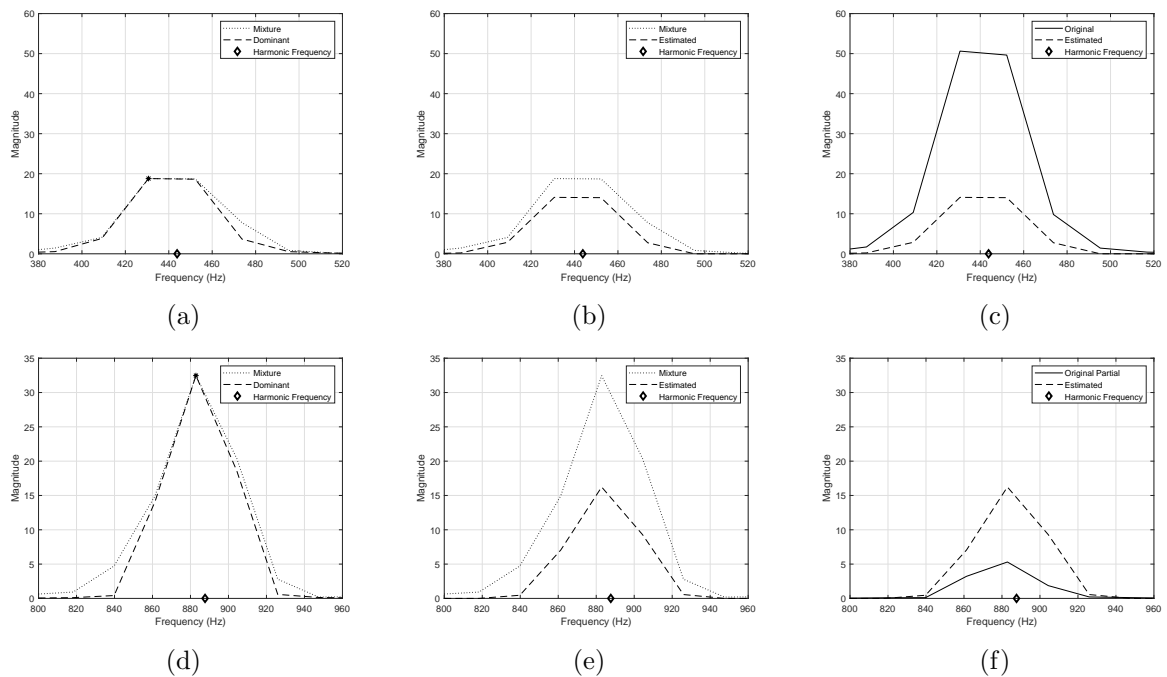 60
50
40
30
20
10
0
Magnitude
380 400 420 440 460 480 500 520
Frequency (Hz)
Mixture
Dominant
Harmonic Frequency
(a)
60
50
40
30
20
10
0
Magnitude
380 400 420 440 460 480 500 520
Frequency (Hz)
Mixture
Estimated
Harmonic Frequency
(b)
60
50
40
30
20
10
0
Magnitude
380 400 420 440 460 480 500 520
Frequency (Hz)
Original
Estimated
Harmonic Frequency
(c)
35
30
25
20
15
10
5
0
Magnitude
800 820 840 860 880 900 920 940 960
Frequency (Hz)
Mixture
Dominant
Harmonic Frequency
(d)
35
30
25
20
15
10
5
0
Magnitude
800 820 840 860 880 900 920 940 960
Frequency (Hz)
Mixture
Estimated
Harmonic Frequency
(e)
35
30
25
20
15
10
5
0
Magnitude
800 820 840 860 880 900 920 940 960
Frequency (Hz)
Original Partial
Estimated
Harmonic Frequency
(f)